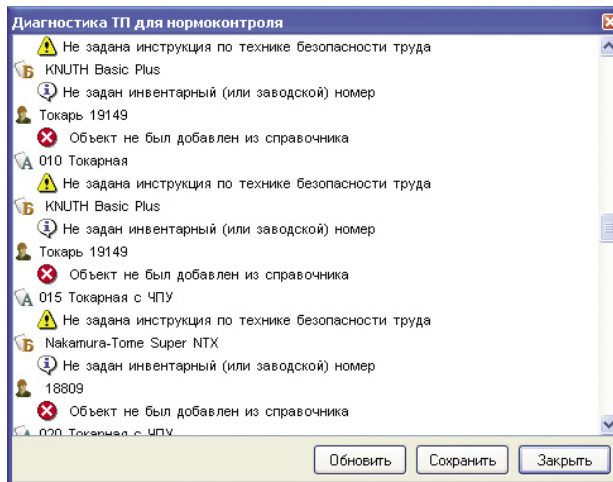 Диагностика ТП для нормоконтроля
Не задана инструкция по технике безопасности труда
Б KNUTH Basic Plus
Не задан инвентарный (или заводской) номер
Токарь 19149
Объект не был добавлен из справочника
А 010 Токарная
Не задана инструкция по технике безопасности труда
Б KNUTH Basic Plus
Не задан инвентарный (или заводской) номер
Токарь 19149
Объект не был добавлен из справочника
А 015 Токарная с ЧПУ
Не задана инструкция по технике безопасности труда
Б Nakamura-Tome Super NTX
Не задан инвентарный (или заводской) номер
18809
Объект не был добавлен из справочника
А 020 Токарная с ЧПУ
Обновить Сохранить Закрыть